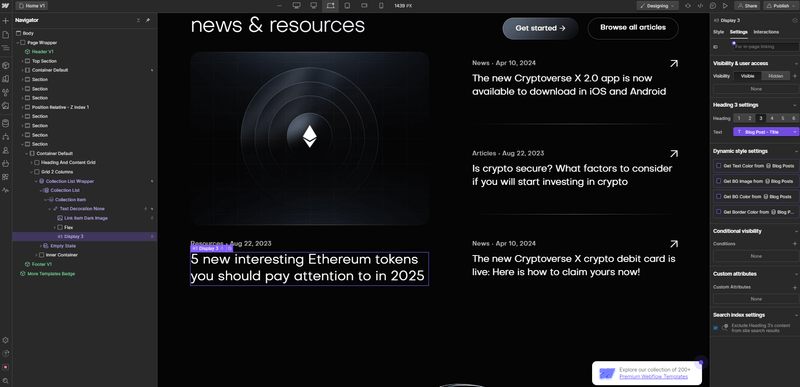 Home V1
1439 PX
Designing
Share
Publish
Navigator
Body
Page Wrapper
Header V1
Top Section
Container Default
Section
Section
Section
Position Relative - Z Index 1
Section
Section
Section
Section
Container Default
Heading And Content Grid
Grid 2 Columns
Collection List Wrapper
Collection List
Collection Item
Text Decoration None
Link Item Dark Image
Flex
H3 Display 3
Empty State
Inner Container
Footer V1
More Templates Badge
news & resources
Get started →
Browse all articles
Resources - Aug 22, 2023
H3 Display 3
5 new interesting Ethereum tokens
you should pay attention to in 2025
News - Apr 10, 2024
The new Cryptoverse X 2.0 app is now
available to download in iOS and Android
Articles - Aug 22, 2023
Is crypto secure? What factors to consider
if you will start investing in crypto
News - Apr 10, 2024
The new Cryptoverse X crypto debit card is
live: Here is how to claim yours now!
Explore our collection of 200+
Premium Webflow Templates
H3 Display 3
Style
Settings
Interactions
ID
For in-page linking
Visibility & user access
Visibility
Visible
Hidden
None
Heading 3 settings
Heading
1
2
3
4
5
6
Text
Blog Post - Title
Dynamic style settings
Get Text Color from Blog Posts
Get BG Image from Blog Posts
Get BG Color from Blog P...
Get Border Color from B...
Conditional visibility
Conditions
None
Custom attributes
Custom Attributes
None
Search index settings
Exclude Heading 3's content
from site search results